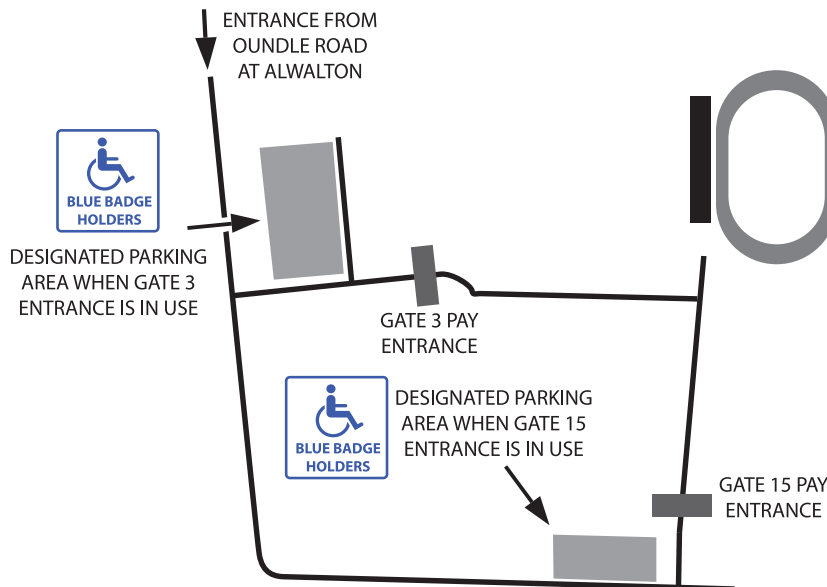 ENTRANCE FROM
OUNDLE ROAD
AT ALWALTON
BLUE BADGE
HOLDERS
DESIGNATED PARKING
AREA WHEN GATE 3
ENTRANCE IS IN USE
GATE 3 PAY
ENTRANCE
BLUE BADGE
HOLDERS
DESIGNATED PARKING
AREA WHEN GATE 15
ENTRANCE IS IN USE
GATE 15 PAY
ENTRANCE